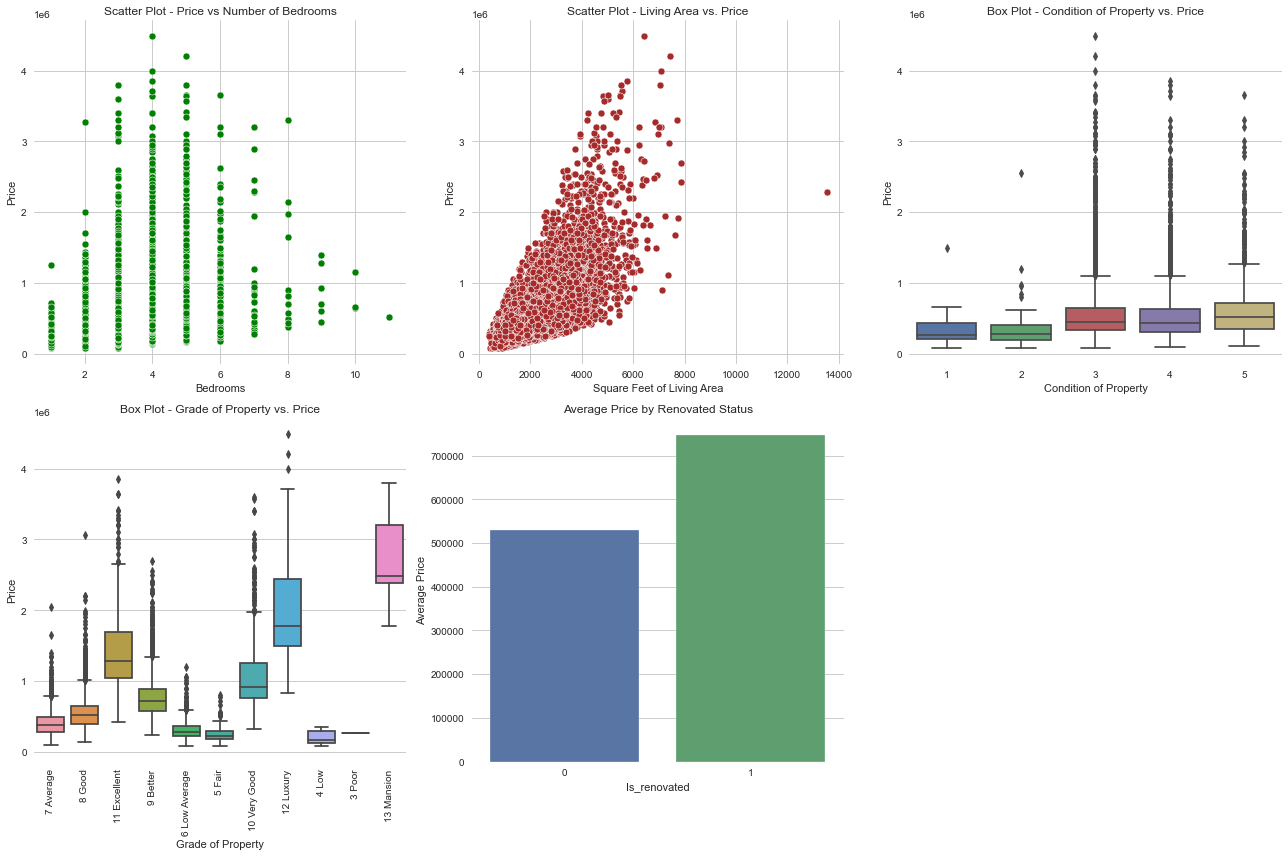 Scatter Plot - Price vs Number of Bedrooms
1e6
4
3
2
1
0
Price
2 4 6 8 10
Bedrooms
Scatter Plot - Living Area vs. Price
1e6
4
3
2
1
0
Price
0 2000 4000 6000 8000 10000 12000 14000
Square Feet of Living Area
Box Plot - Condition of Property vs. Price
1e6
4
3
2
1
0
Price
1 2 3 4 5
Condition of Property
Box Plot - Grade of Property vs. Price
1e6
4
3
2
1
0
Price
7 Average
8 Good
11 Excellent
9 Better
6 Low Average
5 Fair
10 Very Good
12 Luxury
4 Low
3 Poor
13 Mansion
Grade of Property
Average Price by Renovated Status
700000
600000
500000
400000
300000
200000
100000
0
Average Price
0 1
Is_renovated